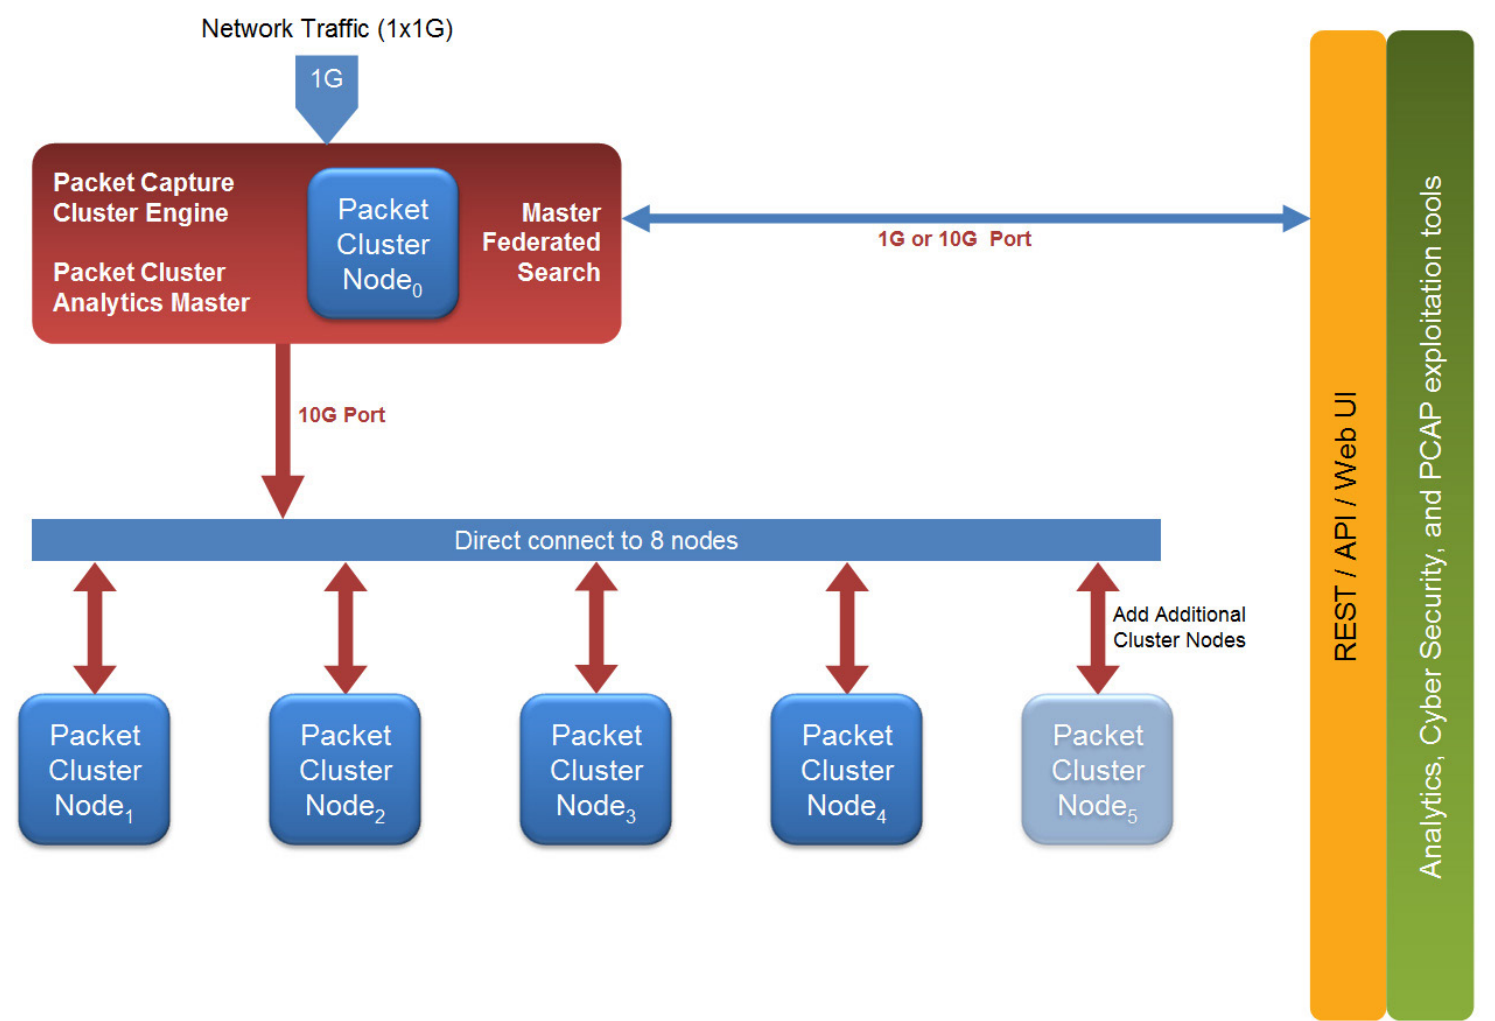 Network Traffic (1x1G)
1G
Packet Capture
Cluster Engine
Packet Cluster
Analytics Master
Packet
Cluster
Node0
Master
Federated
Search
1G or 10G  Port
10G Port
Direct connect to 8 nodes
Add Additional
Cluster Nodes
Packet
Cluster
Node1
Packet
Cluster
Node2
Packet
Cluster
Node3
Packet
Cluster
Node4
Packet
Cluster
Node5
REST / API / Web UI
Analytics, Cyber Security, and PCAP exploitation tools